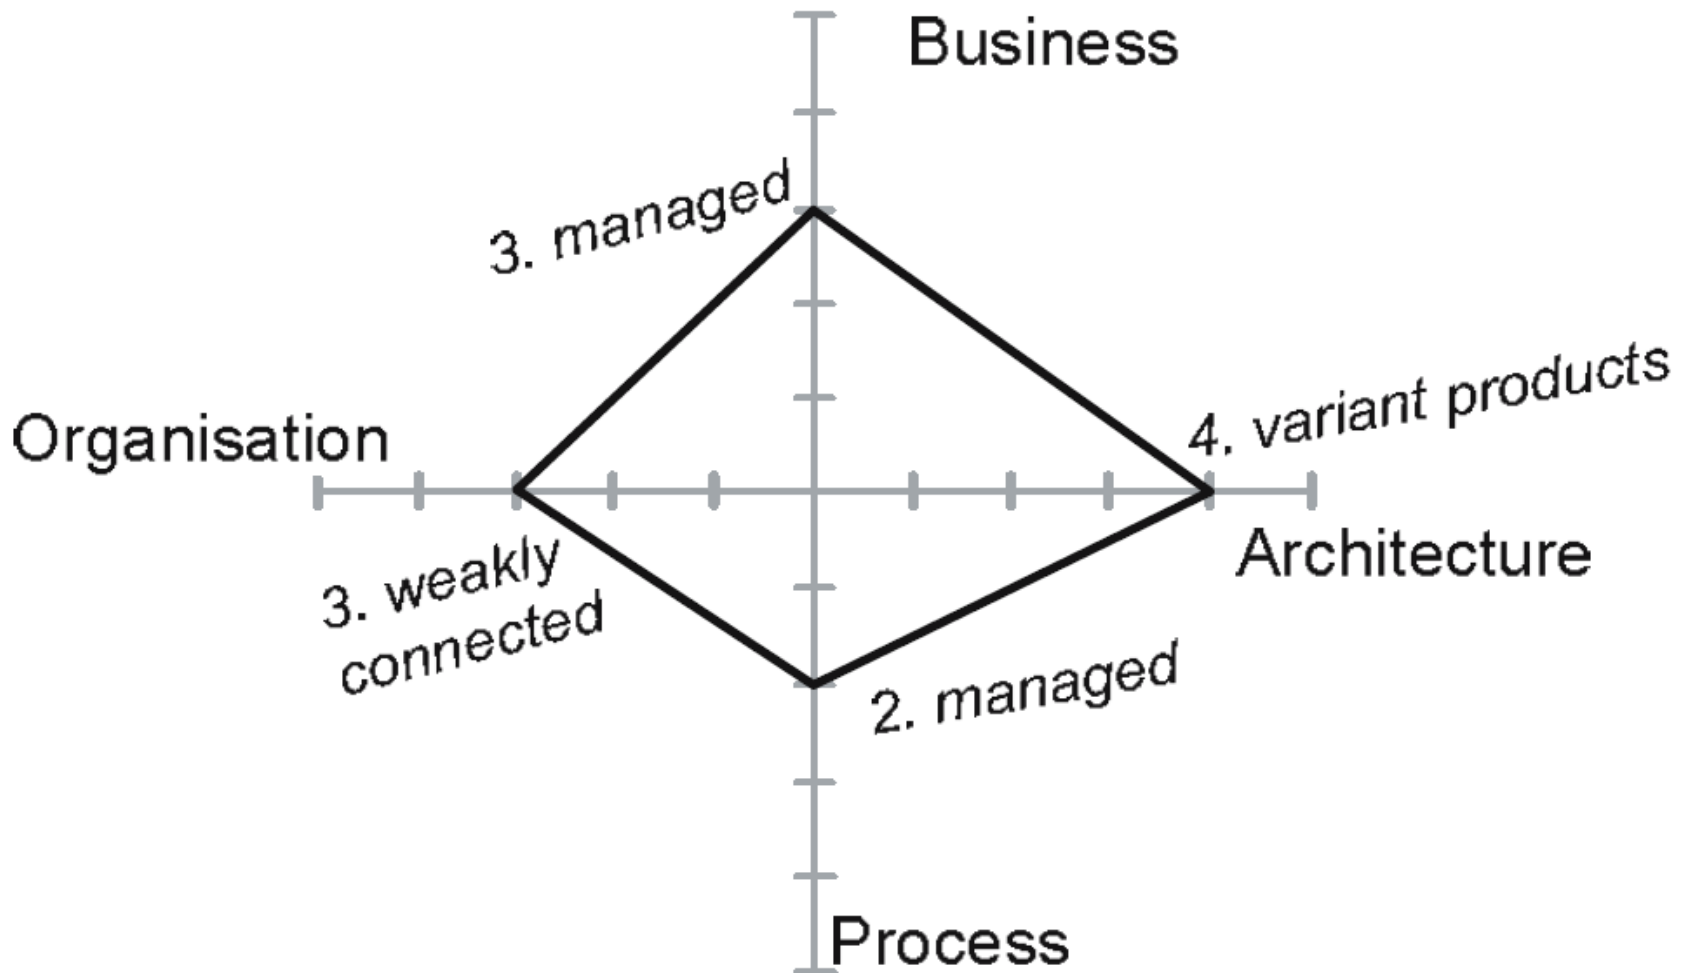 Business
3. managed
4. variant products
Organisation
Architecture
3. weakly
connected
2. managed
Process